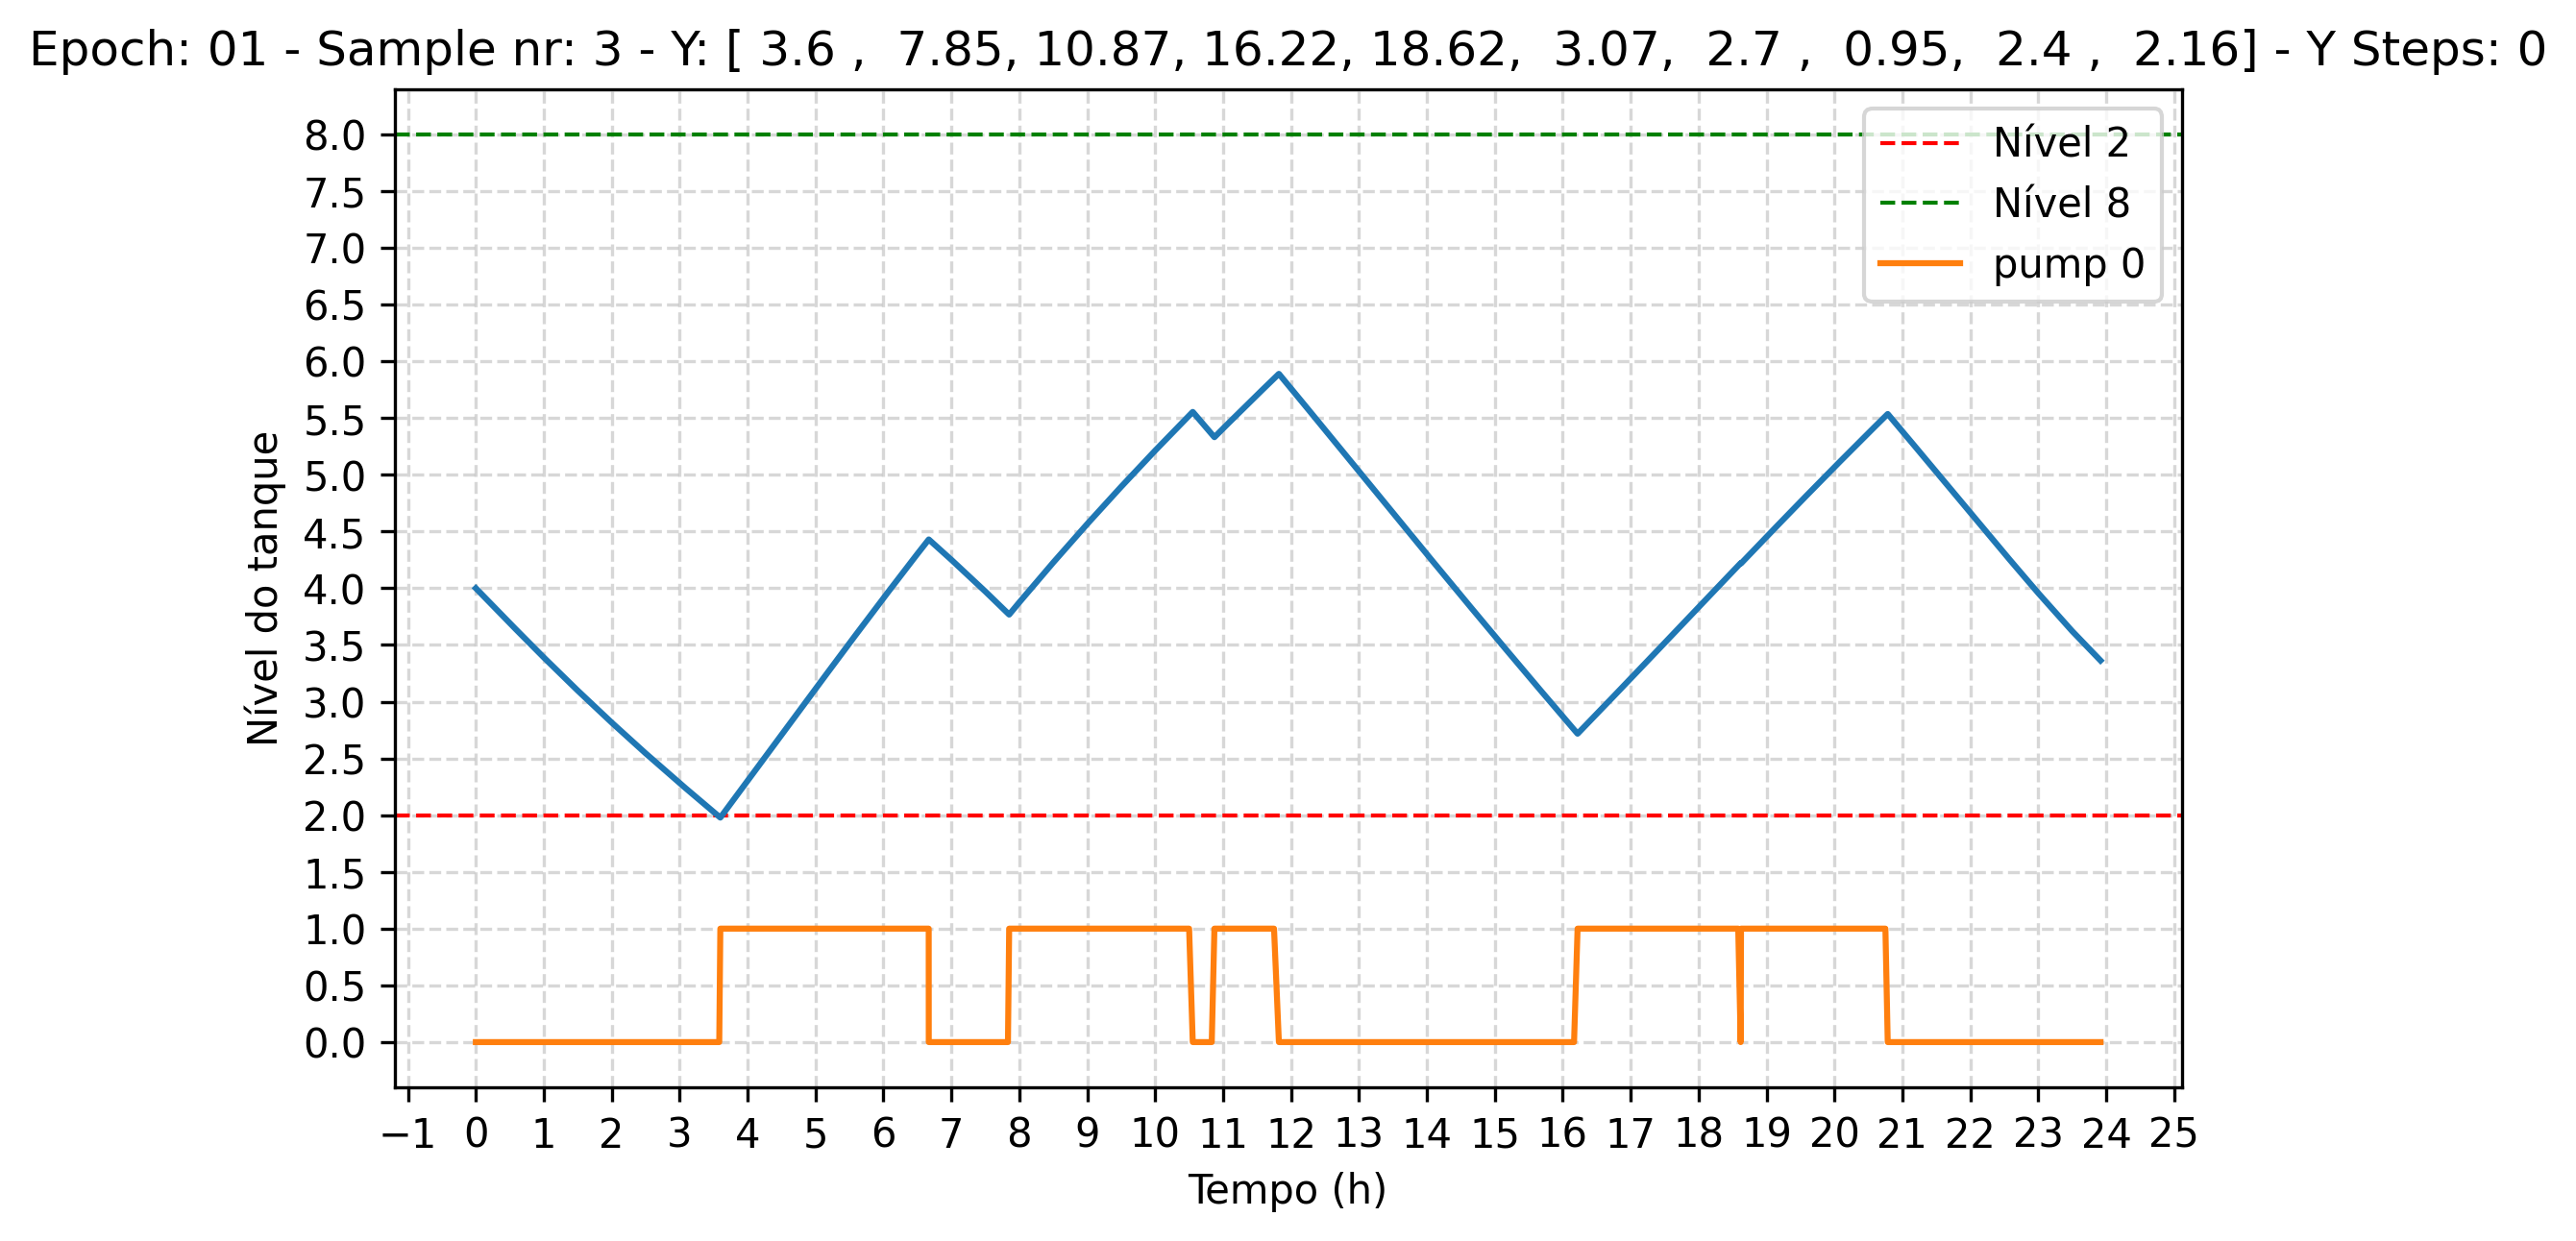 Epoch: 01 - Sample nr: 3 - Y: [ 3.6 ,  7.85, 10.87, 16.22, 18.62,  3.07,  2.7 ,  0.95,  2.4 ,  2.16] - Y Steps: 0
Nível 2
Nível 8
pump 0
8.0
7.5
7.0
6.5
6.0
5.5
5.0
4.5
4.0
3.5
3.0
2.5
2.0
1.5
1.0
0.5
0.0
Nível do tanque
−1 0 1 2 3 4 5 6 7 8 9 10 11 12 13 14 15 16 17 18 19 20 21 22 23 24 25
Tempo (h)